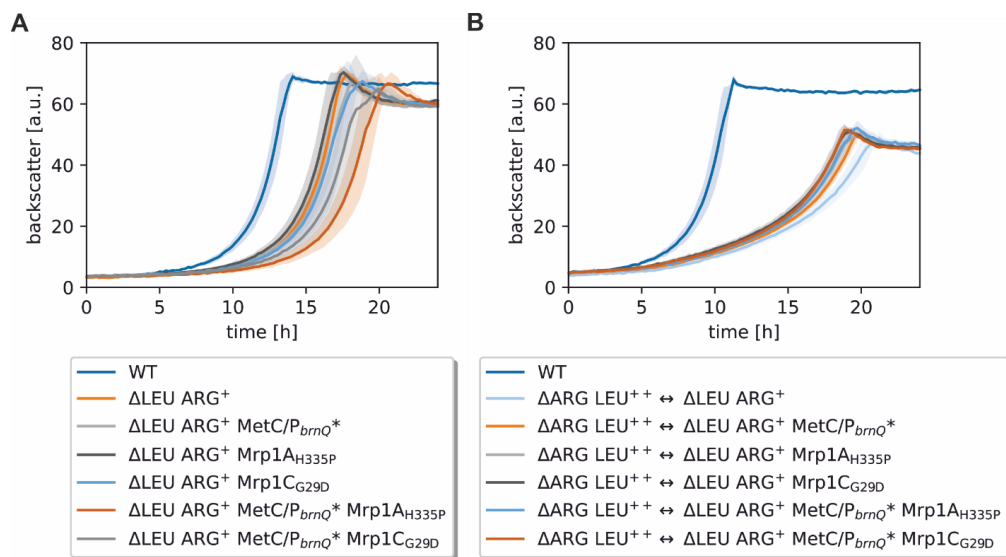 A
B
80
60
40
20
0
backscatter [a.u.]
0 5 10 15 20
time [h]
80
60
40
20
0
backscatter [a.u.]
0 5 10 15 20
time [h]
WT
ΔLEU ARG⁺
ΔLEU ARG⁺ MetC/P_brnQ*
ΔLEU ARG⁺ Mrp1A_H335P
ΔLEU ARG⁺ Mrp1C_G29D
ΔLEU ARG⁺ MetC/P_brnQ* Mrp1A_H335P
ΔLEU ARG⁺ MetC/P_brnQ* Mrp1C_G29D
WT
ΔARG LEU⁺⁺ ↔ ΔLEU ARG⁺
ΔARG LEU⁺⁺ ↔ ΔLEU ARG⁺ MetC/P_brnQ*
ΔARG LEU⁺⁺ ↔ ΔLEU ARG⁺ Mrp1A_H335P
ΔARG LEU⁺⁺ ↔ ΔLEU ARG⁺ Mrp1C_G29D
ΔARG LEU⁺⁺ ↔ ΔLEU ARG⁺ MetC/P_brnQ* Mrp1A_H335P
ΔARG LEU⁺⁺ ↔ ΔLEU ARG⁺ MetC/P_brnQ* Mrp1C_G29D